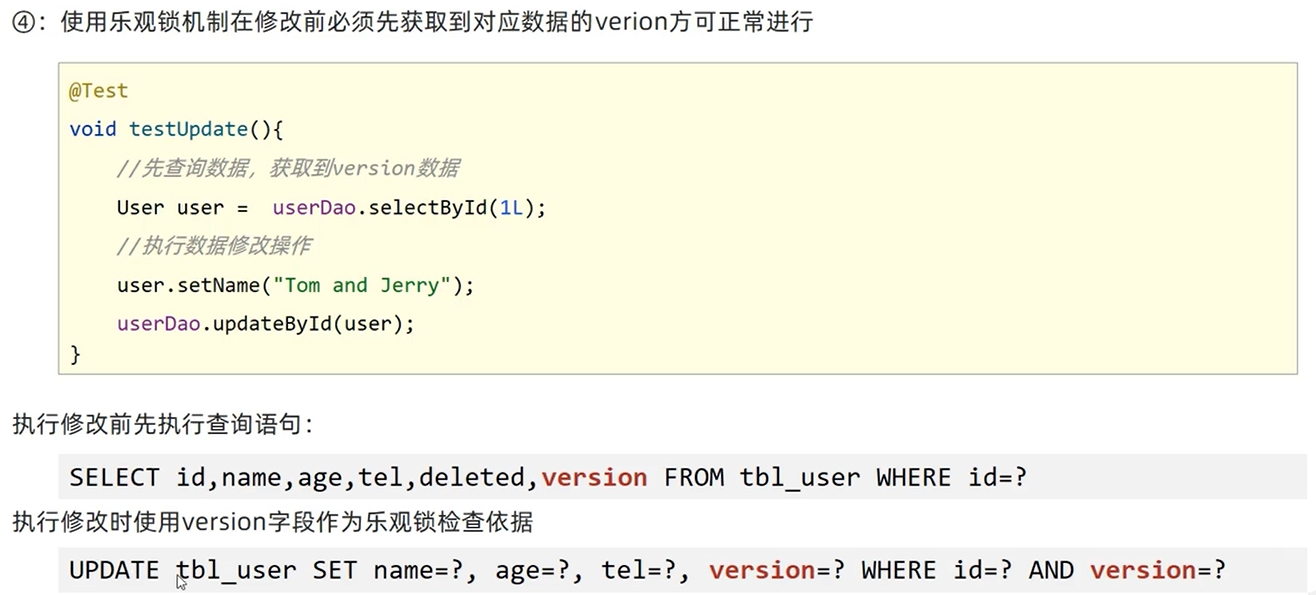 ④：使用乐观锁机制在修改前必须先获取到对应数据的verion方可正常进行
@Test
void testUpdate(){
    //先查询数据，获取到version数据
    User user =  userDao.selectById(1L);
    //执行数据修改操作
    user.setName("Tom and Jerry");
    userDao.updateById(user);
}
执行修改前先执行查询语句：
SELECT id,name,age,tel,deleted,version FROM tbl_user WHERE id=?
执行修改时使用version字段作为乐观锁检查依据
UPDATE tbl_user SET name=?, age=?, tel=?, version=? WHERE id=? AND version=?